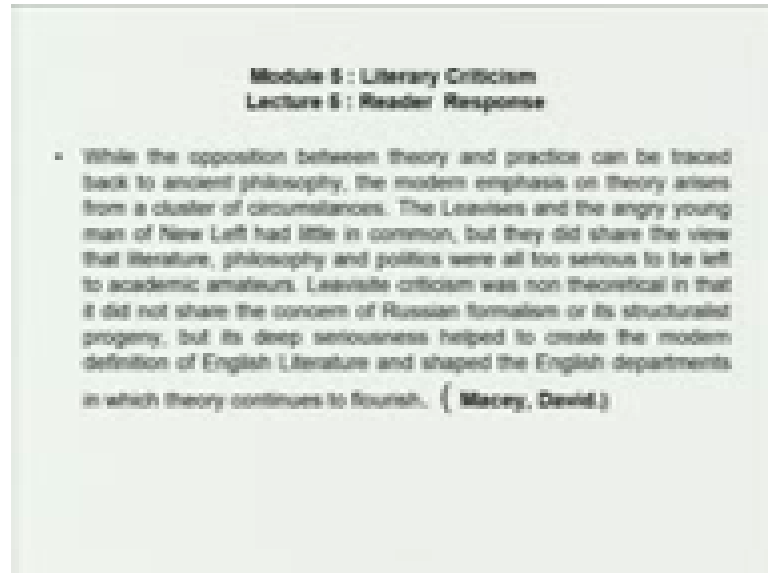 Module 5 : Literary Criticism
Lecture 5 : Reader Response
• While the opposition between theory and practice can be traced
back to ancient philosophy, the modern emphasis on theory arises
from a cluster of circumstances. The Leavises and the angry young
man of New Left had little in common, but they did share the view
that literature, philosophy and politics were all too serious to be left
to academic amateurs. Leavisite criticism was non theoretical in that
it did not share the concern of Russian formalism or its structuralist
progeny, but its deep seriousness helped to create the modern
definition of English Literature and shaped the English departments
in which theory continues to flourish. ( Macey, David.)